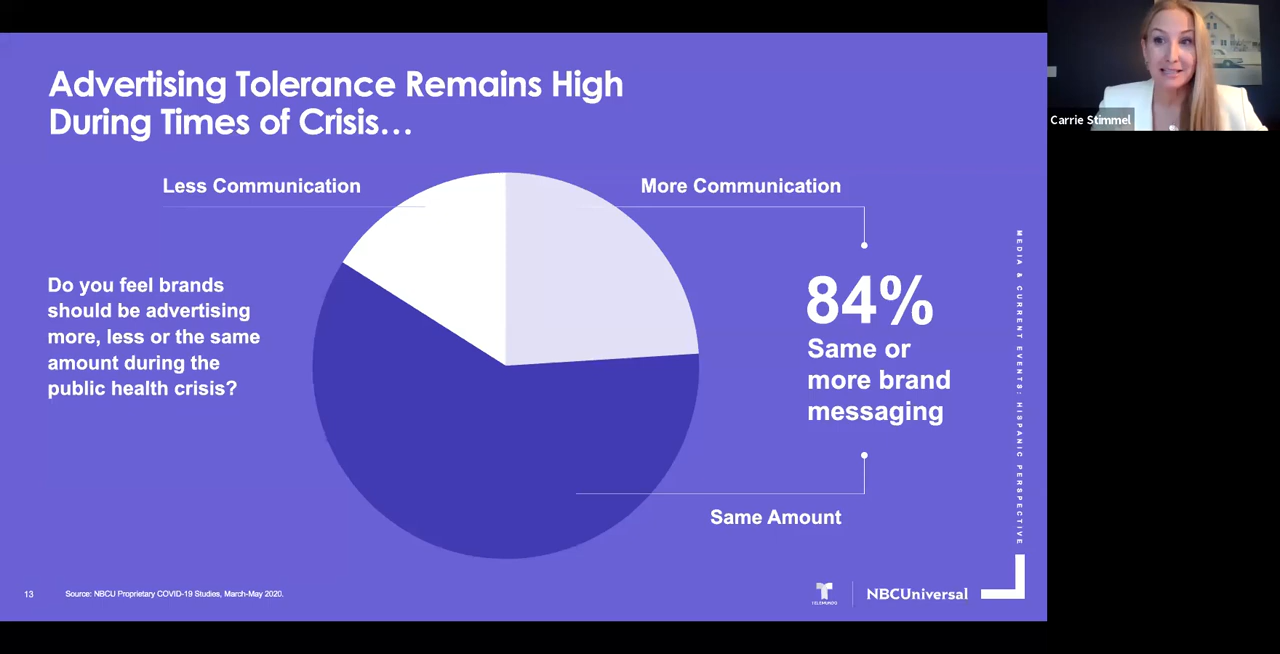 Advertising Tolerance Remains High
During Times of Crisis…
Less Communication
More Communication
Do you feel brands
should be advertising
more, less or the same
amount during the
public health crisis?
84%
Same or
more brand
messaging
Same Amount
MEDIA & CURRENT EVENTS: HISPANIC PERSPECTIVE
13
Source: NBCU Proprietary COVID-19 Studies, March-May 2020.
TELEMUNDO
NBCUniversal
Carrie Stimmel